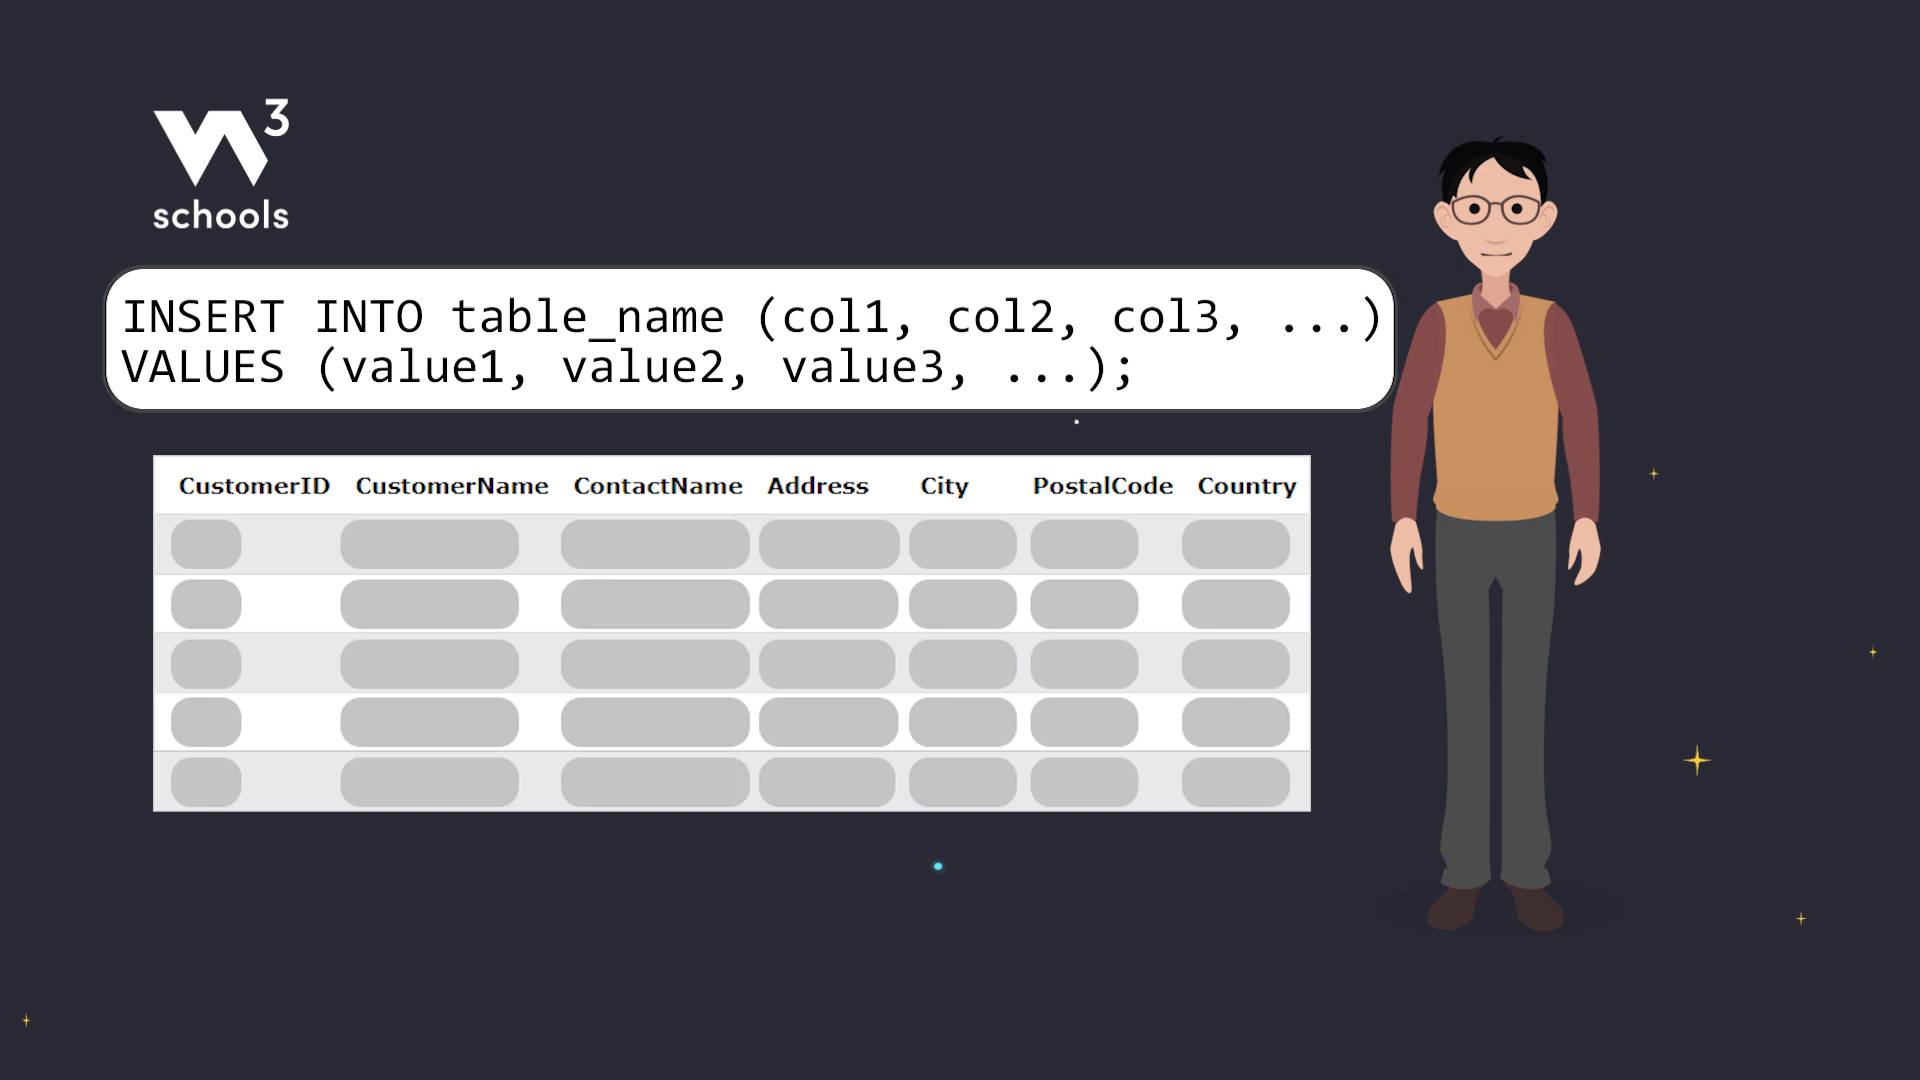 3
schools
INSERT INTO table_name (col1, col2, col3, ...)
VALUES (value1, value2, value3, ...);
CustomerID CustomerName ContactName Address City PostalCode Country